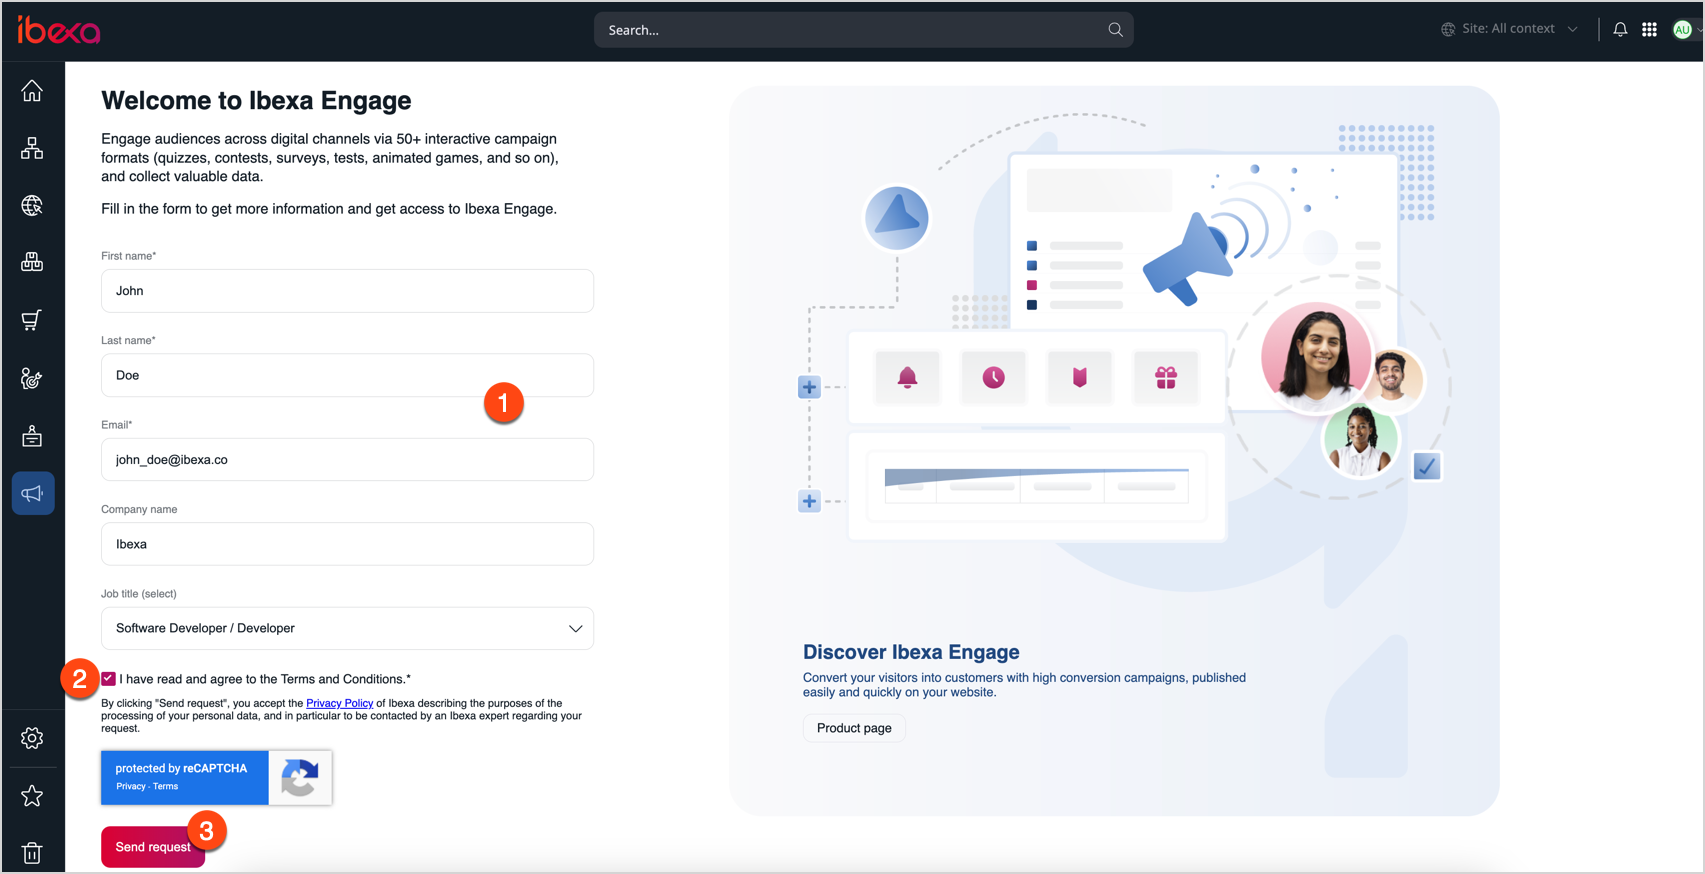 ibexa
Search...
Site: All context
AU
Welcome to Ibexa Engage
Engage audiences across digital channels via 50+ interactive campaign
formats (quizzes, contests, surveys, tests, animated games, and so on),
and collect valuable data.
Fill in the form to get more information and get access to Ibexa Engage.
First name*
John
Last name*
Doe
1
Email*
john_doe@ibexa.co
Company name
Ibexa
Job title (select)
Software Developer / Developer
2
I have read and agree to the Terms and Conditions.*
By clicking "Send request", you accept the Privacy Policy of Ibexa describing the purposes of the
processing of your personal data, and in particular to be contacted by an Ibexa expert regarding your
request.
protected by reCAPTCHA
Privacy - Terms
3
Send request
Discover Ibexa Engage
Convert your visitors into customers with high conversion campaigns, published
easily and quickly on your website.
Product page